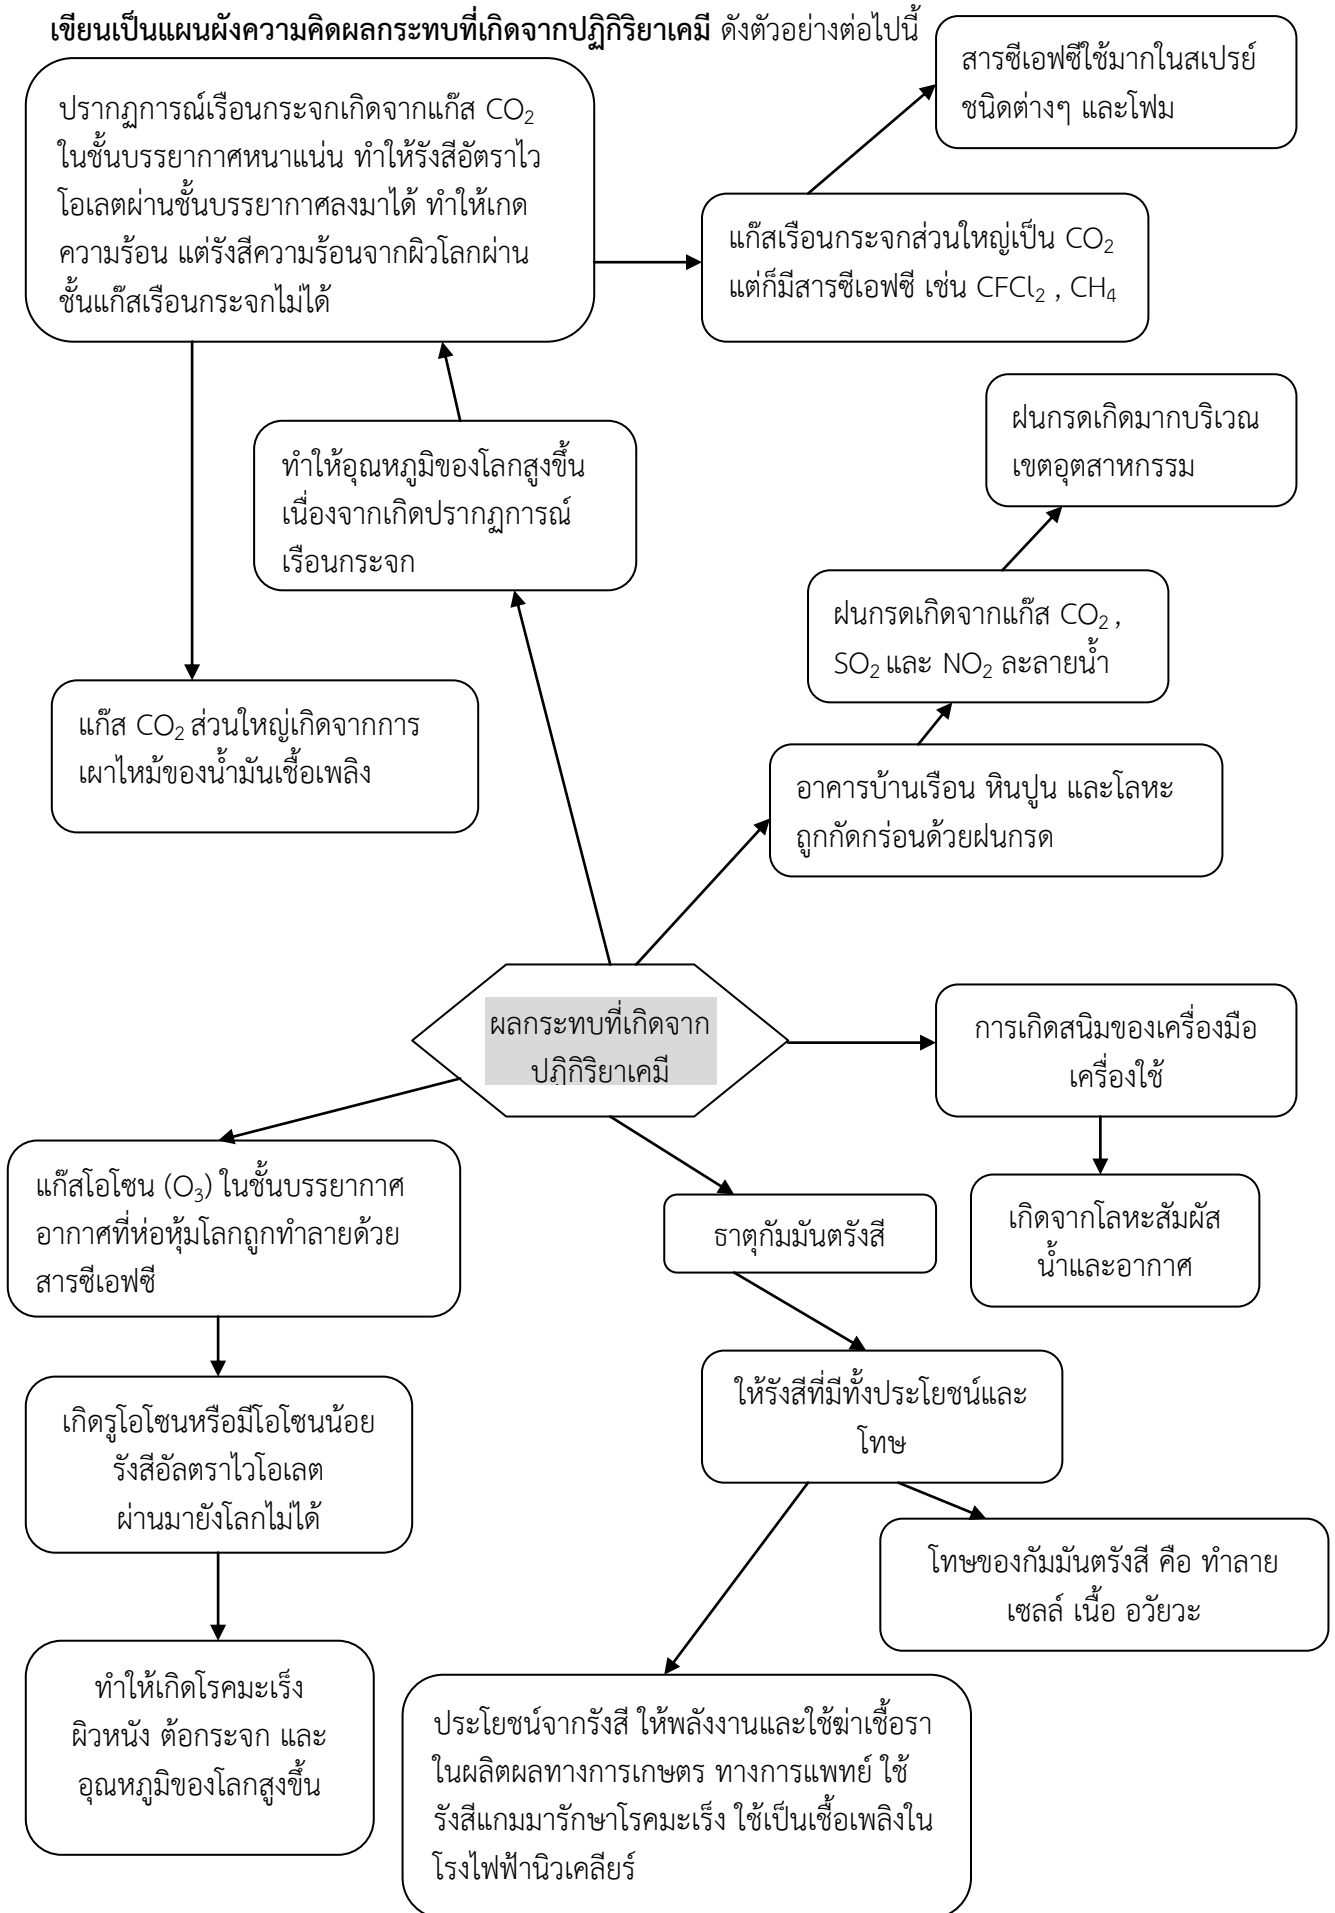 เขียนเป็นแผนผังความคิดผลกระทบที่เกิดจากปฏิกิริยาเคมี ดังตัวอย่างต่อไปนี้
สารซีเอฟซีใช้มากในสเปรย์
ชนิดต่างๆ และโฟม
ปรากฏการณ์เรือนกระจกเกิดจากแก๊ส CO₂
ในชั้นบรรยากาศหนาแน่น ทำให้รังสีอัตราไว
โอเลตผ่านชั้นบรรยากาศลงมาได้ ทำให้เกด
ความร้อน แต่รังสีความร้อนจากผิวโลกผ่าน
ชั้นแก๊สเรือนกระจกไม่ได้
แก๊สเรือนกระจกส่วนใหญ่เป็น CO₂
แต่ก็มีสารซีเอฟซี เช่น CFCl₂ , CH₄
ทำให้อุณหภูมิของโลกสูงขึ้น
เนื่องจากเกิดปรากฏการณ์
เรือนกระจก
ฝนกรดเกิดมากบริเวณ
เขตอุตสาหกรรม
ฝนกรดเกิดจากแก๊ส CO₂ ,
SO₂ และ NO₂ ละลายน้ำ
แก๊ส CO₂ ส่วนใหญ่เกิดจากการ
เผาไหม้ของน้ำมันเชื้อเพลิง
อาคารบ้านเรือน หินปูน และโลหะ
ถูกกัดกร่อนด้วยฝนกรด
ผลกระทบที่เกิดจาก
ปฏิกิริยาเคมี
การเกิดสนิมของเครื่องมือ
เครื่องใช้
เกิดจากโลหะสัมผัส
น้ำและอากาศ
แก๊สโอโซน (O₃) ในชั้นบรรยากาศ
อากาศที่ห่อหุ้มโลกถูกทำลายด้วย
สารซีเอฟซี
ธาตุกัมมันตรังสี
เกิดรูโอโซนหรือมีโอโซนน้อย
รังสีอัลตราไวโอเลต
ผ่านมายังโลกไม่ได้
ให้รังสีที่มีทั้งประโยชน์และ
โทษ
โทษของกัมมันตรังสี คือ ทำลาย
เซลล์ เนื้อ อวัยวะ
ทำให้เกิดโรคมะเร็ง
ผิวหนัง ต้อกระจก และ
อุณหภูมิของโลกสูงขึ้น
ประโยชน์จากรังสี ให้พลังงานและใช้ฆ่าเชื้อรา
ในผลิตผลทางการเกษตร ทางการแพทย์ ใช้
รังสีแกมมารักษาโรคมะเร็ง ใช้เป็นเชื้อเพลิงใน
โรงไฟฟ้านิวเคลียร์